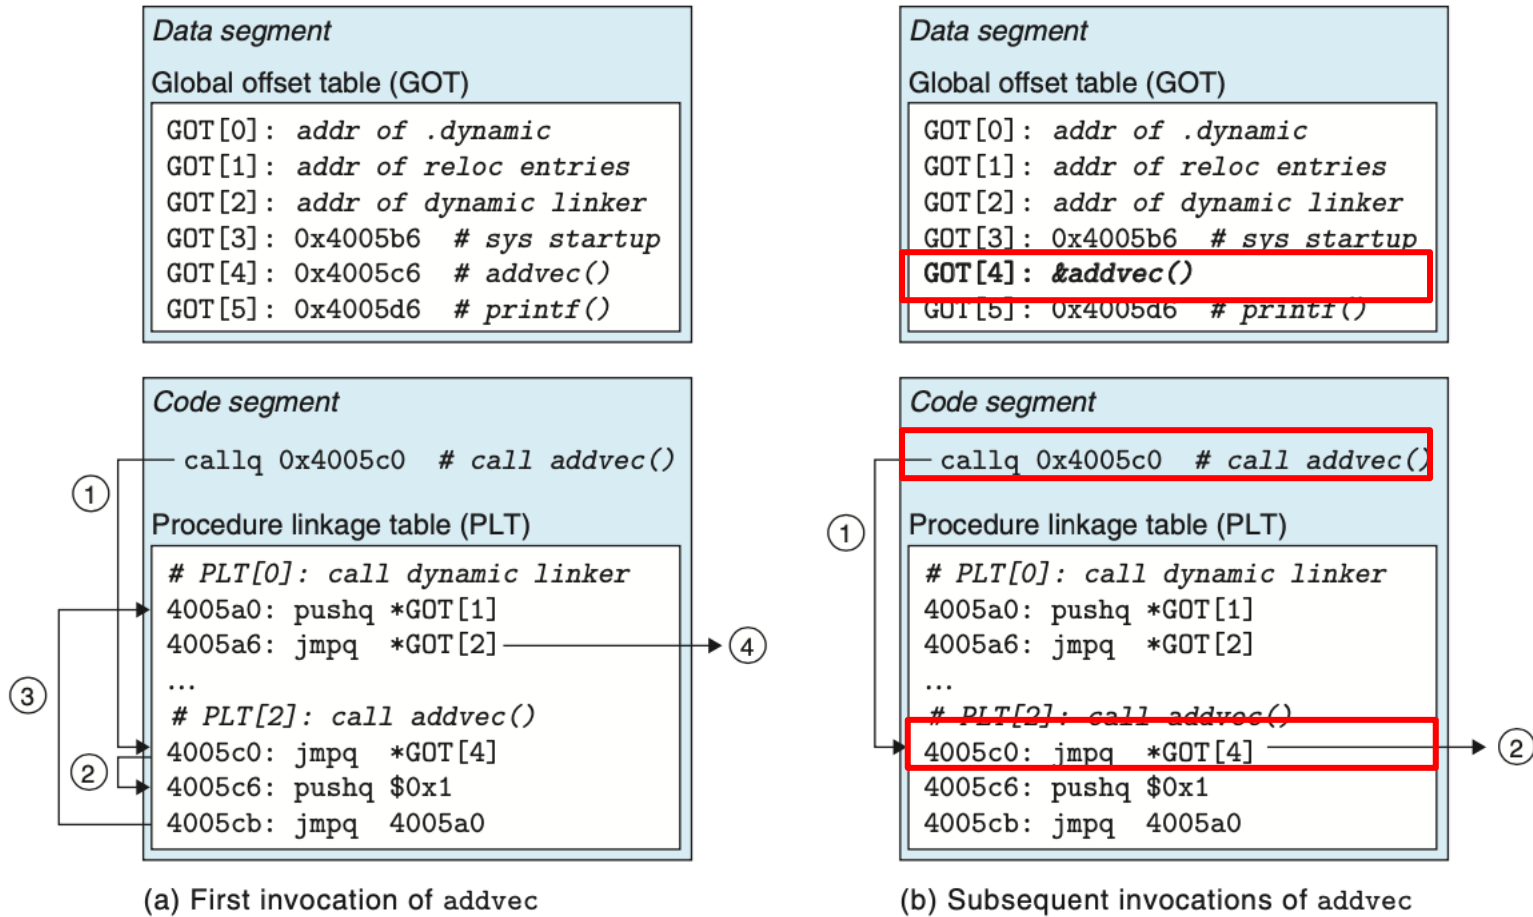 Data segment
Global offset table (GOT)
GOT[0]: addr of .dynamic
GOT[1]: addr of reloc entries
GOT[2]: addr of dynamic linker
GOT[3]: 0x4005b6 # sys startup
GOT[4]: 0x4005c6 # addvec()
GOT[5]: 0x4005d6 # printf()
Code segment
callq 0x4005c0 # call addvec()
1
Procedure linkage table (PLT)
# PLT[0]: call dynamic linker
4005a0: pushq *GOT[1]
4005a6: jmpq *GOT[2]
4
...
3
# PLT[2]: call addvec()
4005c0: jmpq *GOT[4]
2
4005c6: pushq $0x1
4005cb: jmpq 4005a0
(a) First invocation of addvec
Data segment
Global offset table (GOT)
GOT[0]: addr of .dynamic
GOT[1]: addr of reloc entries
GOT[2]: addr of dynamic linker
GOT[3]: 0x4005b6 # sys startup
GOT[4]: &addvec()
GOT[5]: 0x4005d6 # printf()
Code segment
callq 0x4005c0 # call addvec()
1
Procedure linkage table (PLT)
# PLT[0]: call dynamic linker
4005a0: pushq *GOT[1]
4005a6: jmpq *GOT[2]
...
# PLT[2]: call addvec()
4005c0: jmpq *GOT[4]
2
4005c6: pushq $0x1
4005cb: jmpq 4005a0
(b) Subsequent invocations of addvec